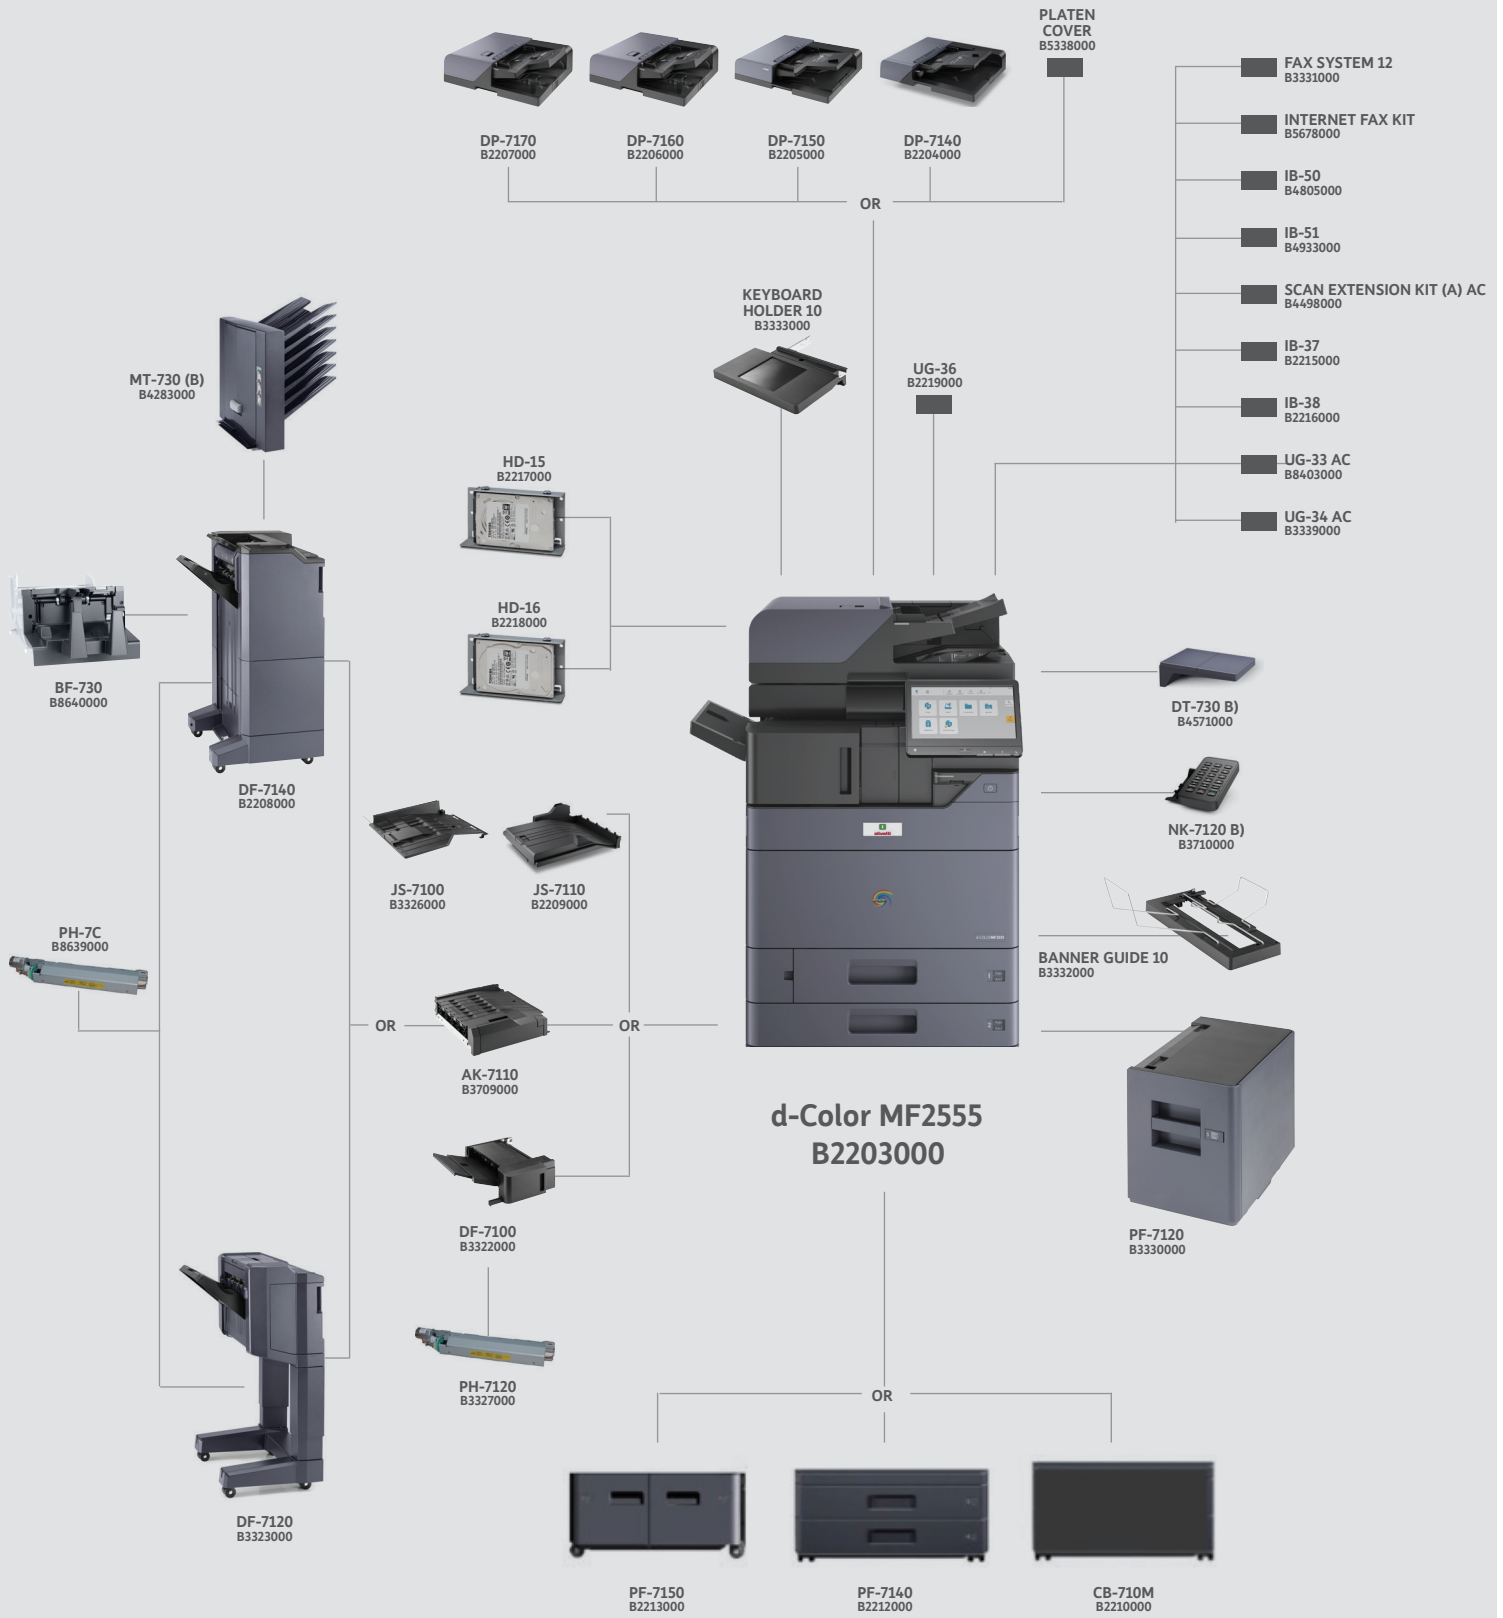 PLATEN
COVER
B5338000
DP-7170
B2207000
DP-7160
B2206000
DP-7150
B2205000
DP-7140
B2204000
OR
FAX SYSTEM 12
B3331000
INTERNET FAX KIT
B5678000
IB-50
B4805000
IB-51
B4933000
SCAN EXTENSION KIT (A) AC
B4498000
IB-37
B2215000
IB-38
B2216000
UG-33 AC
B8403000
UG-34 AC
B3339000
KEYBOARD
HOLDER 10
B3333000
UG-36
B2219000
MT-730 (B)
B4283000
HD-15
B2217000
HD-16
B2218000
BF-730
B8640000
DF-7140
B2208000
DT-730 B)
B4571000
NK-7120 B)
B3710000
JS-7100
B3326000
JS-7110
B2209000
PH-7C
B8639000
BANNER GUIDE 10
B3332000
OR
OR
AK-7110
B3709000
olivetti
d-Color MF2555
B2203000
DF-7100
B3322000
PF-7120
B3330000
PH-7120
B3327000
OR
DF-7120
B3323000
PF-7150
B2213000
PF-7140
B2212000
CB-710M
B2210000